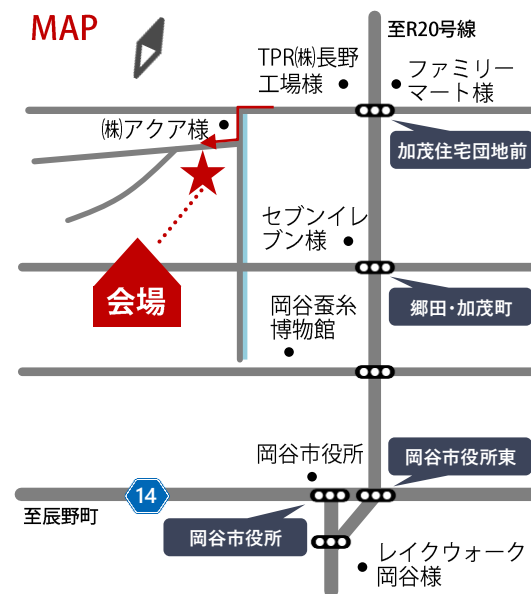 MAP
至R20号線
TPR㈱長野
工場様
ファミリー
マート様
㈱アクア様
加茂住宅団地前
セブンイレ
ブン様
会場
郷田・加茂町
岡谷蚕糸
博物館
岡谷市役所
岡谷市役所東
14
至辰野町
岡谷市役所
レイクウォーク
岡谷様